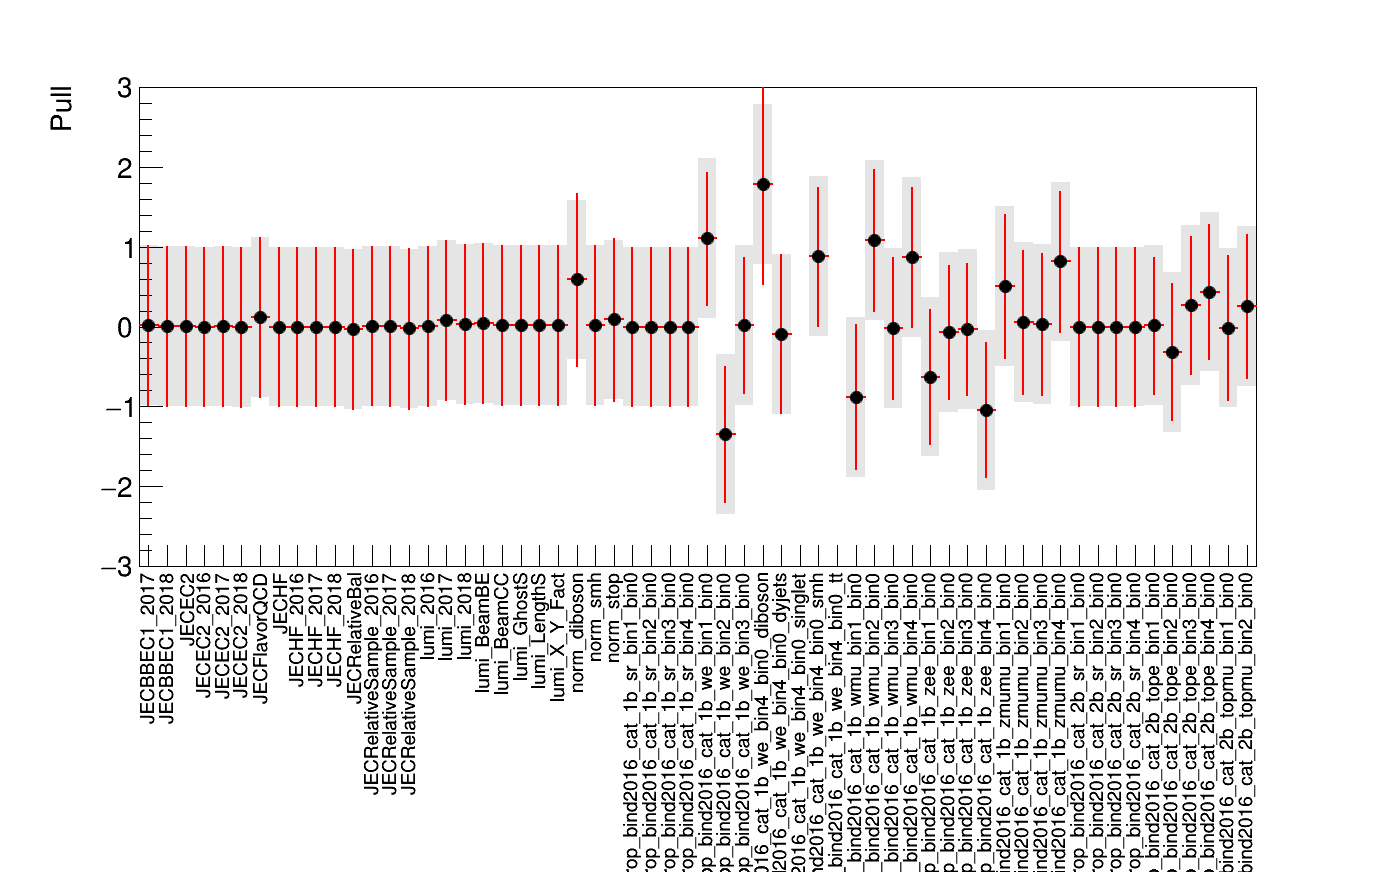 Pull
3
2
1
0
−1
−2
−3
JECBBEC1_2017
JECBBEC1_2018
JECEC2
JECEC2_2016
JECEC2_2017
JECEC2_2018
JECFlavorQCD
JECHF
JECHF_2016
JECHF_2017
JECHF_2018
JECRelativeBal
JECRelativeSample_2016
JECRelativeSample_2017
JECRelativeSample_2018
lumi_2016
lumi_2017
lumi_2018
lumi_BeamBE
lumi_BeamCC
lumi_GhostS
lumi_LengthS
lumi_X_Y_Fact
norm_diboson
norm_smh
norm_stop
rop_bind2016_cat_1b_sr_bin1_bin0
rop_bind2016_cat_1b_sr_bin2_bin0
rop_bind2016_cat_1b_sr_bin3_bin0
rop_bind2016_cat_1b_sr_bin4_bin0
op_bind2016_cat_1b_we_bin1_bin0
op_bind2016_cat_1b_we_bin2_bin0
op_bind2016_cat_1b_we_bin3_bin0
016_cat_1b_we_bin4_bin0_diboson
d2016_cat_1b_we_bin4_bin0_dyjets
2016_cat_1b_we_bin4_bin0_singlet
nd2016_cat_1b_we_bin4_bin0_smh
_bind2016_cat_1b_we_bin4_bin0_tt
_bind2016_cat_1b_wmu_bin1_bin0
_bind2016_cat_1b_wmu_bin2_bin0
_bind2016_cat_1b_wmu_bin3_bin0
_bind2016_cat_1b_wmu_bin4_bin0
p_bind2016_cat_1b_zee_bin1_bin0
p_bind2016_cat_1b_zee_bin2_bin0
p_bind2016_cat_1b_zee_bin3_bin0
p_bind2016_cat_1b_zee_bin4_bin0
ind2016_cat_1b_zmumu_bin1_bin0
ind2016_cat_1b_zmumu_bin2_bin0
ind2016_cat_1b_zmumu_bin3_bin0
ind2016_cat_1b_zmumu_bin4_bin0
rop_bind2016_cat_2b_sr_bin1_bin0
rop_bind2016_cat_2b_sr_bin2_bin0
rop_bind2016_cat_2b_sr_bin3_bin0
rop_bind2016_cat_2b_sr_bin4_bin0
_bind2016_cat_2b_tope_bin1_bin0
_bind2016_cat_2b_tope_bin2_bin0
_bind2016_cat_2b_tope_bin3_bin0
_bind2016_cat_2b_tope_bin4_bin0
bind2016_cat_2b_topmu_bin1_bin0
bind2016_cat_2b_topmu_bin2_bin0